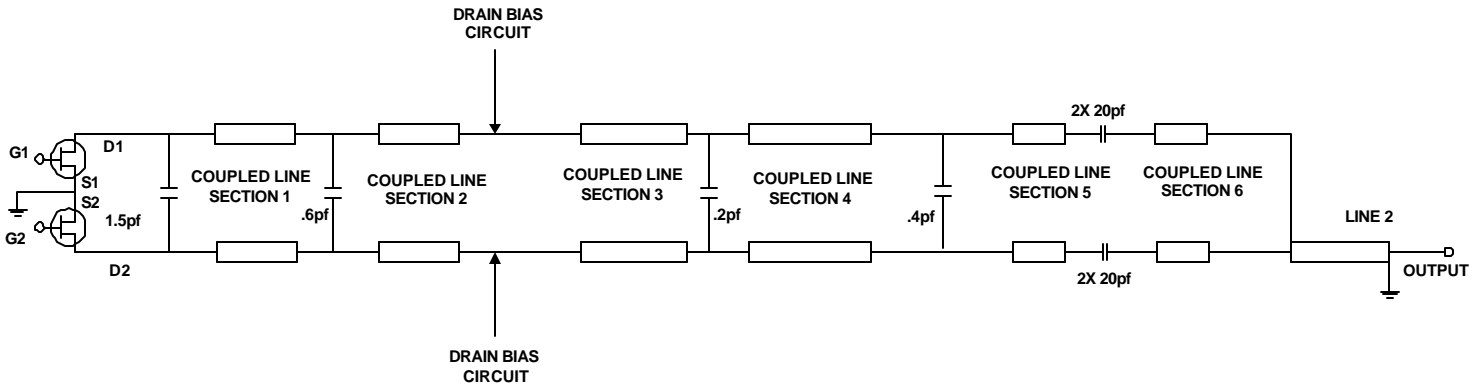 DRAIN BIAS
CIRCUIT
2X 20pf
G1
D1
S1
S2
G2
D2
1.5pf
COUPLED LINE
SECTION 1
.6pf
COUPLED LINE
SECTION 2
COUPLED LINE
SECTION 3
.2pf
COUPLED LINE
SECTION 4
.4pf
COUPLED LINE
SECTION 5
COUPLED LINE
SECTION 6
LINE 2
OUTPUT
2X 20pf
DRAIN BIAS
CIRCUIT